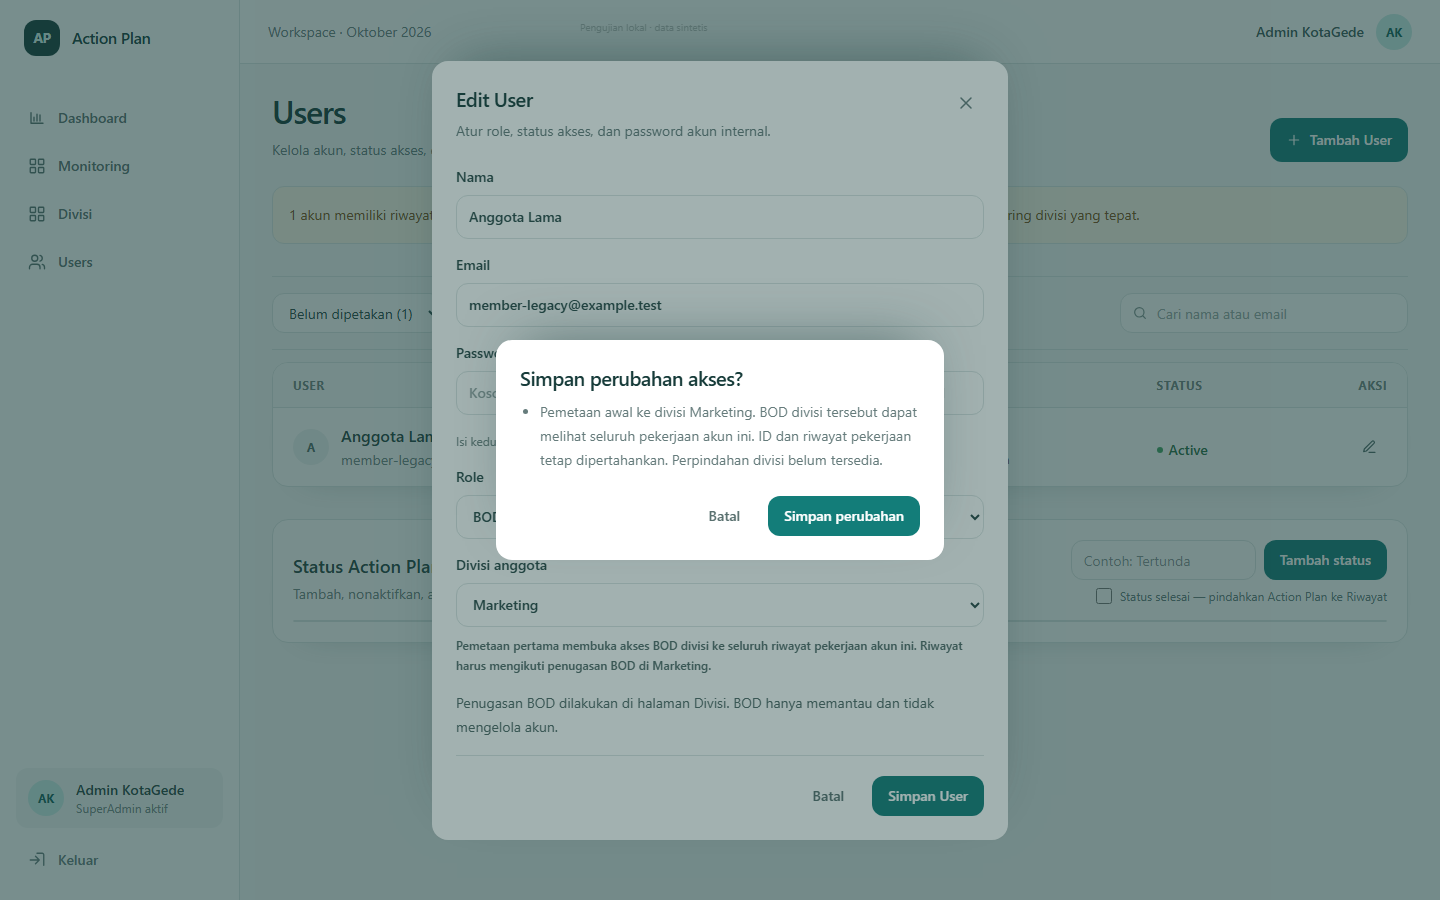 AP Action Plan
Workspace · Oktober 2026
Pengujian lokal · data sintetis
Admin KotaGede AK
Dashboard
Monitoring
Divisi
Users
Users
Kelola akun, status akses,
Tambah User
1 akun memiliki riwayat
ring divisi yang tepat.
Belum dipetakan (1)
Cari nama atau email
USER STATUS AKSI
A Anggota Lam
member-legacy
Active
Status Action Pla
Tambah, nonaktifkan, a
Contoh: Tertunda
Tambah status
Status selesai — pindahkan Action Plan ke Riwayat
Edit User
Atur role, status akses, dan password akun internal.
Nama
Anggota Lama
Email
member-legacy@example.test
Passw
Koso
Isi kedu
Role
BOD
Divisi anggota
Marketing
Pemetaan pertama membuka akses BOD divisi ke seluruh riwayat pekerjaan akun ini. Riwayat
harus mengikuti penugasan BOD di Marketing.
Penugasan BOD dilakukan di halaman Divisi. BOD hanya memantau dan tidak
mengelola akun.
Batal
Simpan User
Simpan perubahan akses?
• Pemetaan awal ke divisi Marketing. BOD divisi tersebut dapat
melihat seluruh pekerjaan akun ini. ID dan riwayat pekerjaan
tetap dipertahankan. Perpindahan divisi belum tersedia.
Batal
Simpan perubahan
AK Admin KotaGede
SuperAdmin aktif
Keluar